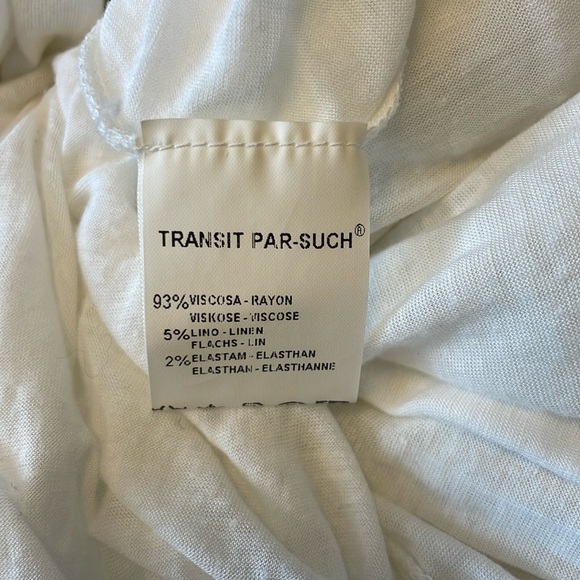 TRANSIT PAR-SUCH®
93% VISCOSA - RAYON
VISKOSE - VISCOSE
5% LINO - LINEN
FLACHS - LIN
2% ELASTAM - ELASTHAN
ELASTHAN - ELASTHANNE